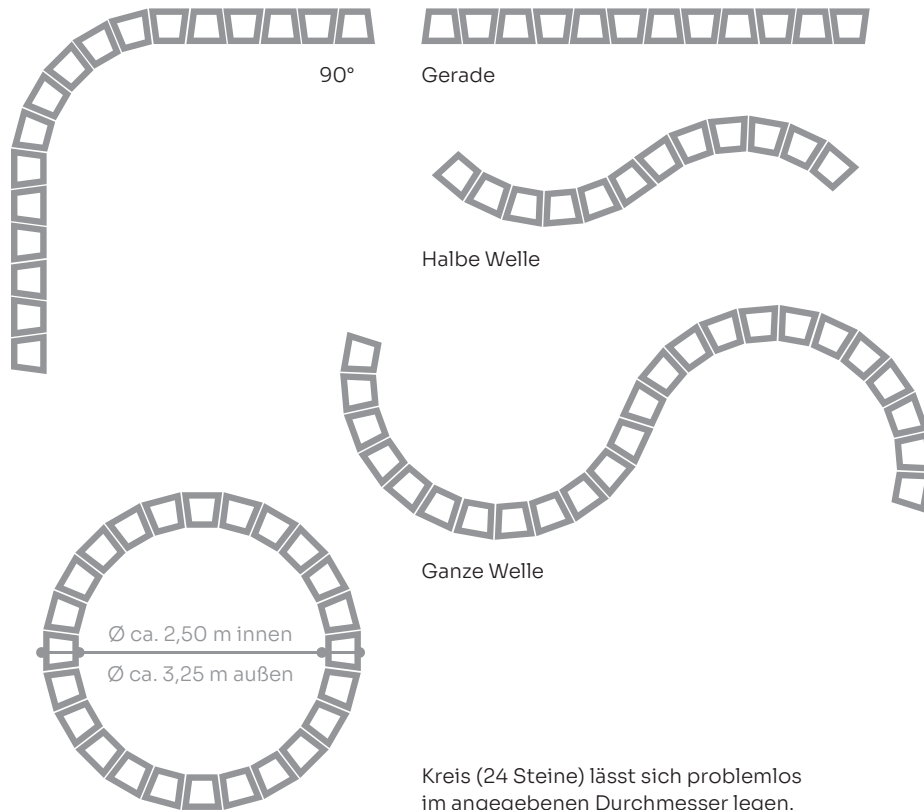 90°
Gerade
Halbe Welle
Ganze Welle
Ø ca. 2,50 m innen
Ø ca. 3,25 m außen
Kreis (24 Steine) lässt sich problemlos
im angegebenen Durchmesser legen.